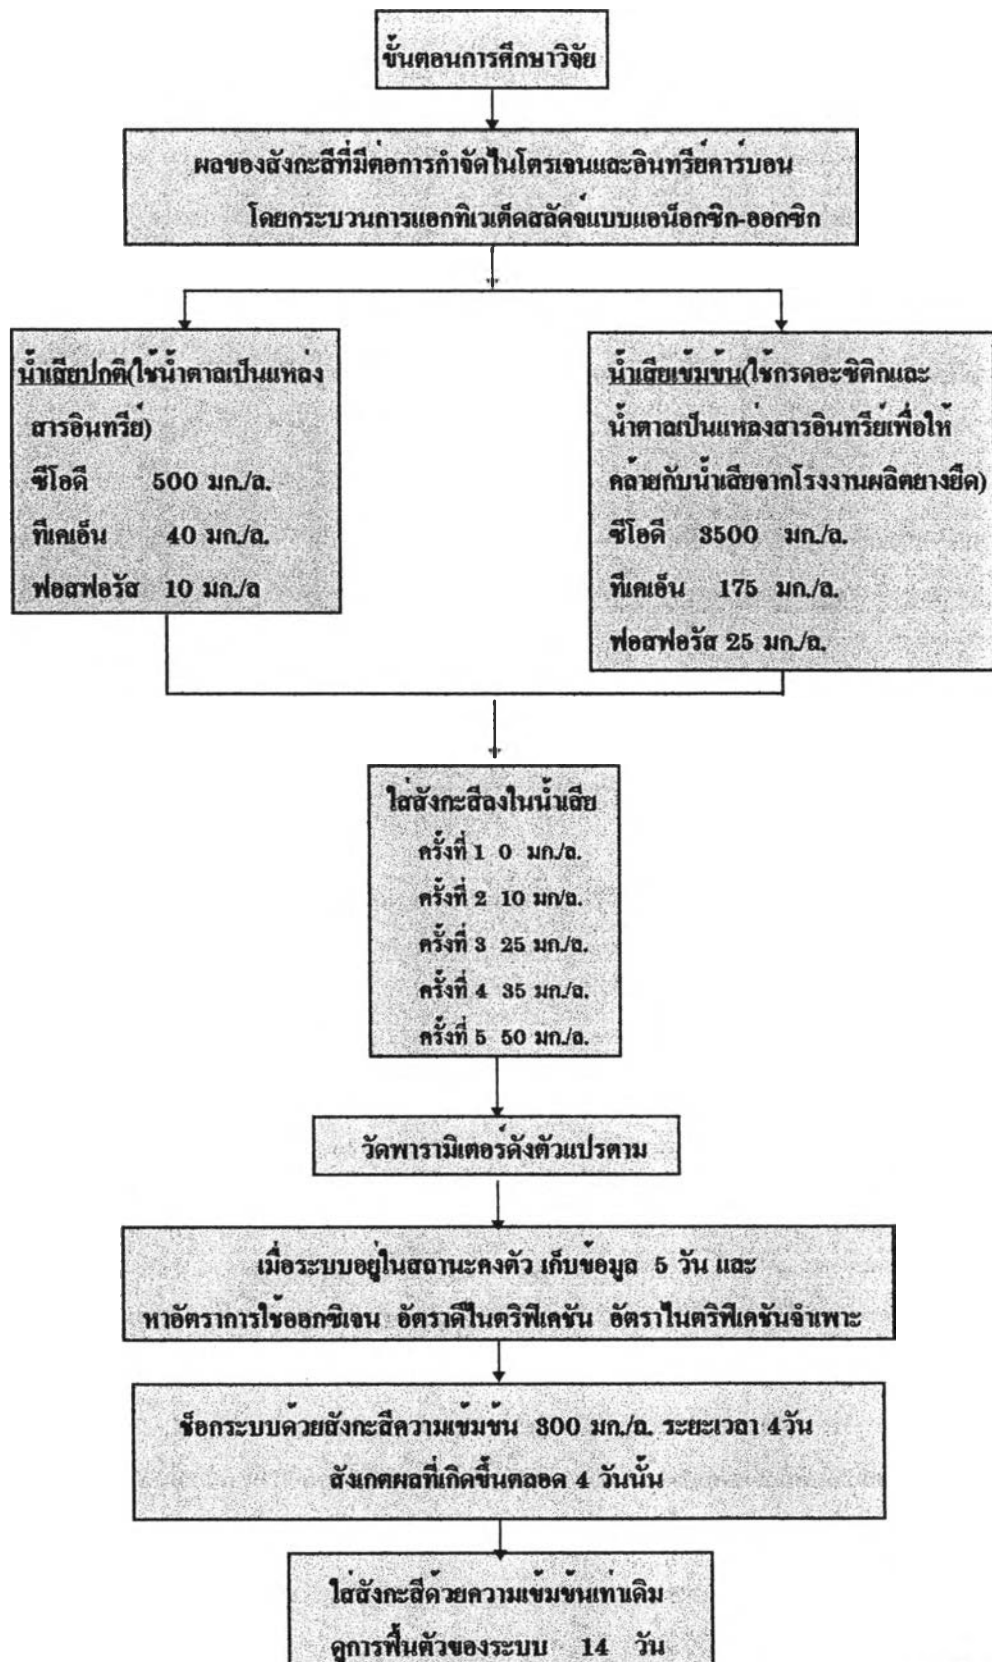 ขั้นตอนการศึกษาวิจัย
ผลของสังกะสีที่มีต่อการกำจัดไนโตรเจนและอินทรีย์คาร์บอน
โดยกระบวนการแอกทิเวเต็ดสลัดจ์แบบแอน็อกซิก-ออกซิก
น้ำเสียปกติ(ใช้น้ำตาลเป็นแหล่ง
สารอินทรีย์)
ซีโอดี 500 มก./ล.
ทีเคเอ็น 40 มก./ล.
ฟอสฟอรัส 10 มก./ล
น้ำเสียเข้มข้น(ใช้กรดอะซิติกและ
น้ำตาลเป็นแหล่งสารอินทรีย์เพื่อให้
คล้ายกับน้ำเสียจากโรงงานผลิตยางยืด)
ซีโอดี 3500 มก./ล.
ทีเคเอ็น 175 มก./ล.
ฟอสฟอรัส 25 มก./ล.
ใส่สังกะสีลงในน้ำเสีย
ครั้งที่ 1 0 มก./ล.
ครั้งที่ 2 10 มก/ล.
ครั้งที่ 3 25 มก./ล.
ครั้งที่ 4 35 มก./ล.
ครั้งที่ 5 50 มก./ล.
วัดพารามิเตอร์ดังตัวแปรตาม
เมื่อระบบอยู่ในสถานะคงตัว เก็บข้อมูล 5 วัน และ
หาอัตราการใช้ออกซิเจน อัตราดีไนตริฟิเคชัน อัตราไนตริฟิเคชันจำเพาะ
ช็อกระบบด้วยสังกะสีความเข้มข้น 300 มก./ล. ระยะเวลา 4วัน
สังเกตผลที่เกิดขึ้นตลอด 4 วันนั้น
ใส่สังกะสีด้วยความเข้มข้นเท่าเดิม
ดูการฟื้นตัวของระบบ 14 วัน